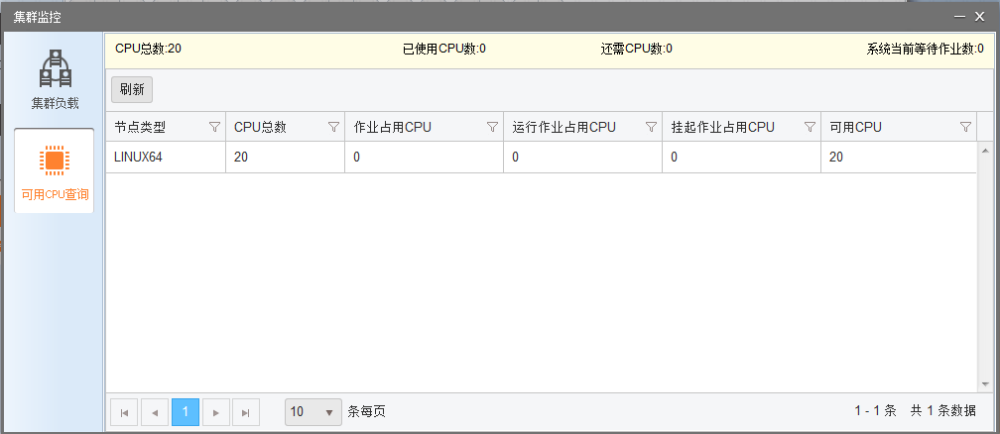 集群监控
集群负载
可用CPU查询
CPU总数:20 已使用CPU数:0 还需CPU数:0 系统当前等待作业数:0
刷新
节点类型 CPU总数 作业占用CPU 运行作业占用CPU 挂起作业占用CPU 可用CPU
LINUX64 20 0 0 0 20
1 10 条每页 1 - 1 条 共 1 条数据